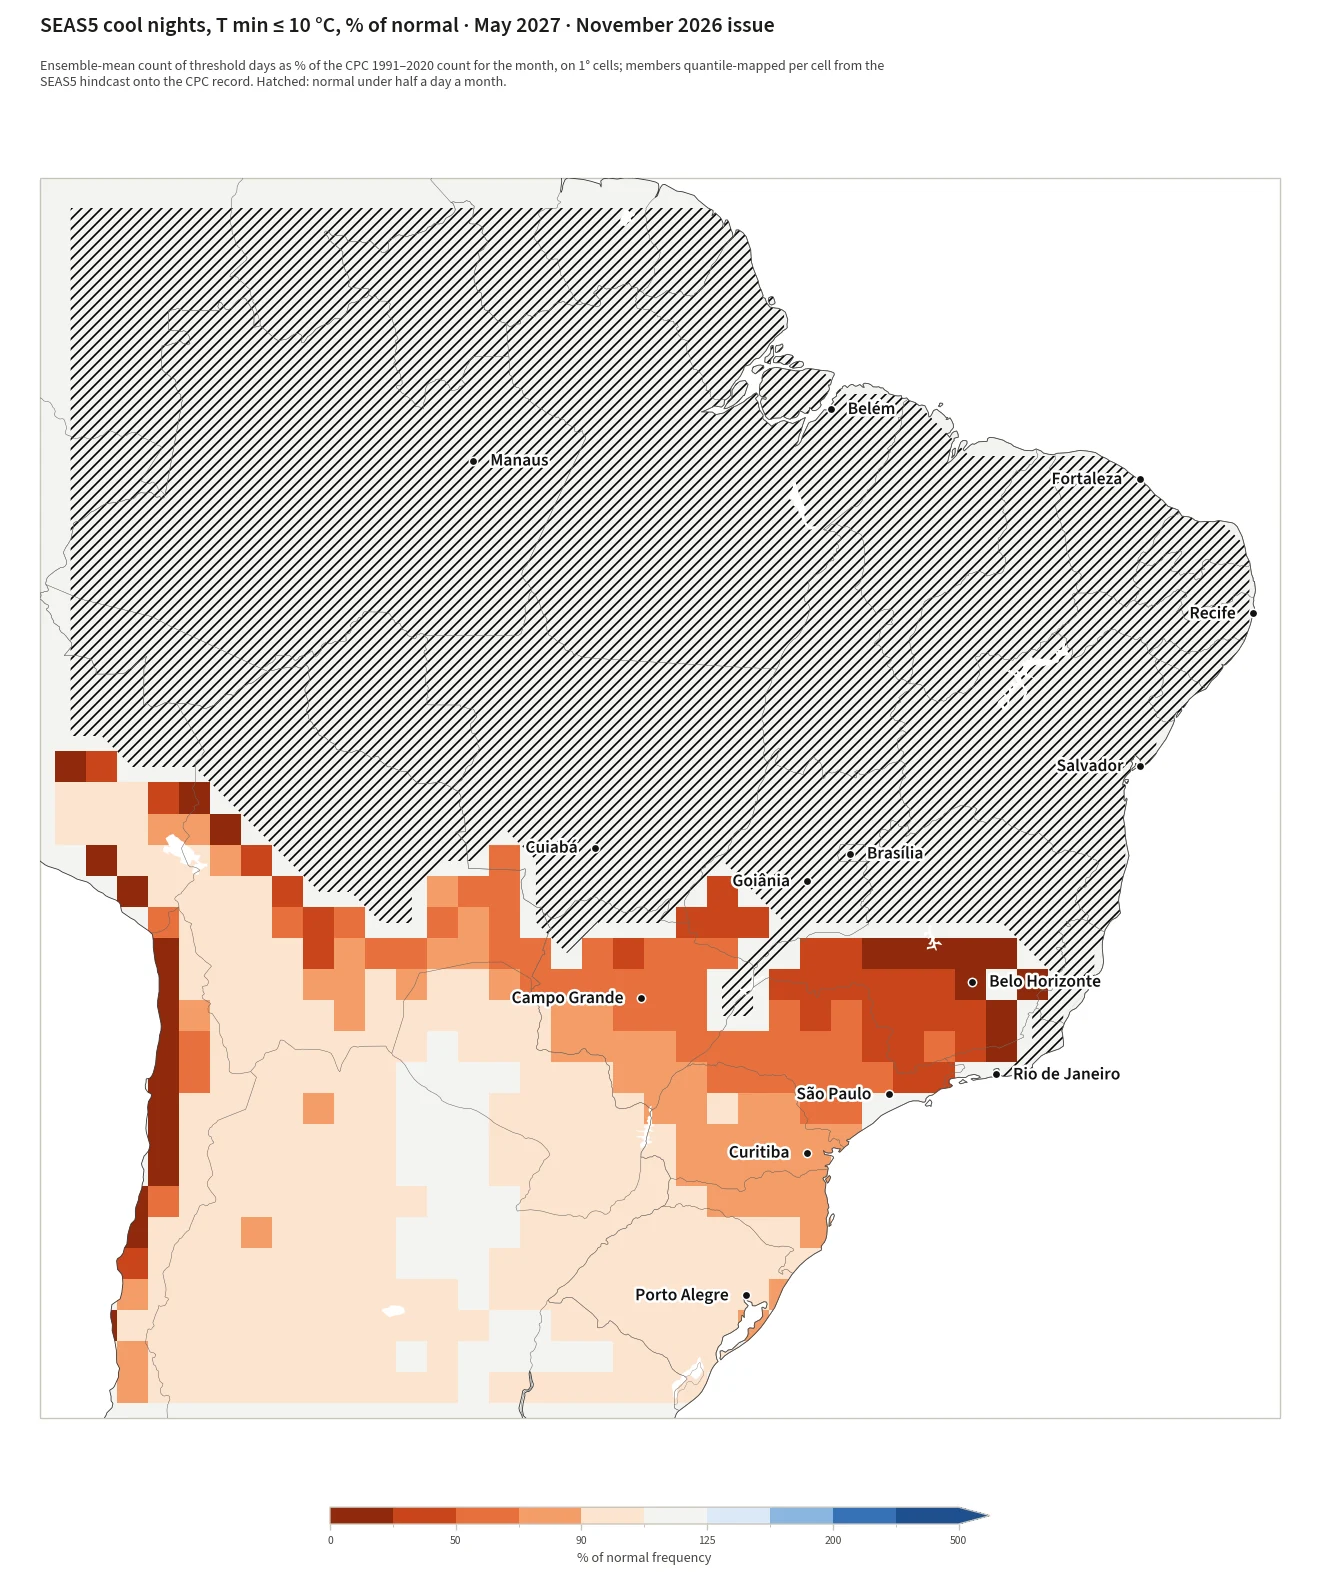 SEAS5 cool nights, T min ≤ 10 °C, % of normal · May 2027 · November 2026 issue
Ensemble-mean count of threshold days as % of the CPC 1991–2020 count for the month, on 1° cells; members quantile-mapped per cell from the
SEAS5 hindcast onto the CPC record. Hatched: normal under half a day a month.
Belém
Manaus
Fortaleza
Recife
Salvador
Cuiabá
Brasília
Goiânia
Belo Horizonte
Campo Grande
Rio de Janeiro
São Paulo
Curitiba
Porto Alegre
0 50 90 125 200 500
% of normal frequency